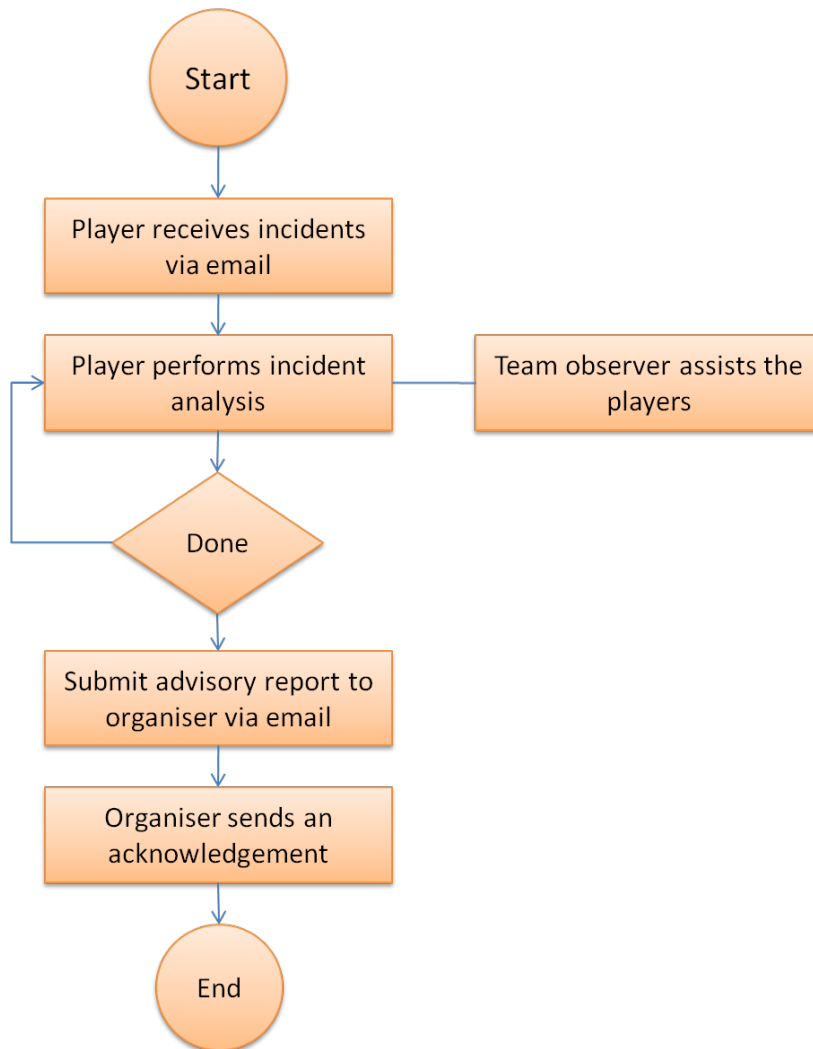 Start
Player receives incidents
via email
Player performs incident
analysis
Team observer assists the
players
Done
Submit advisory report to
organiser via email
Organiser sends an
acknowledgement
End